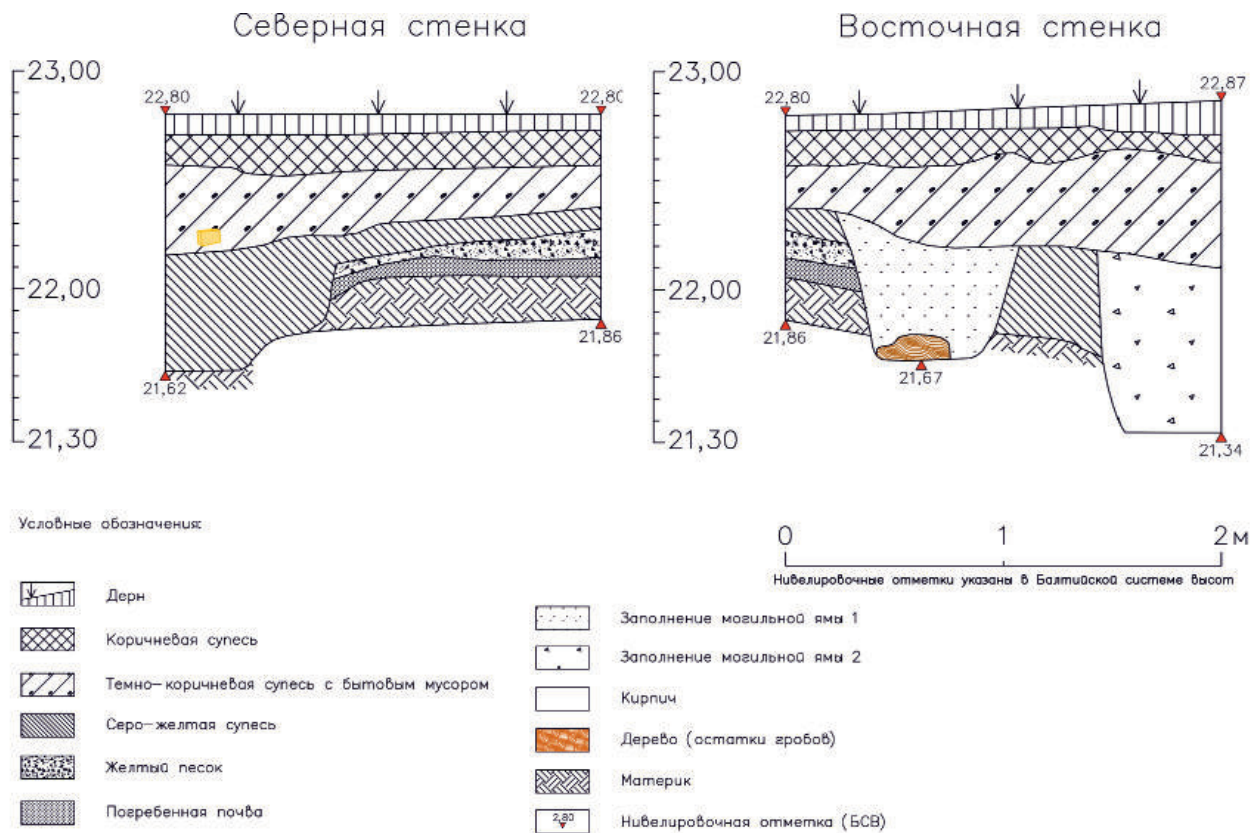 Северная стенка
Восточная стенка
23,00
22,00
21,30
22,80
22,80
21,62
21,86
23,00
22,00
21,30
22,80
22,87
21,86
21,67
21,34
Условные обозначения:
Дерн
Коричневая супесь
Темно-коричневая супесь с бытовым мусором
Серо-желтая супесь
Желтый песок
Погребенная почва
0 1 2 м
Нивелировочные отметки указаны в Балтийской системе высот
Заполнение могильной ямы 1
Заполнение могильной ямы 2
Кирпич
Дерево (остатки гробов)
Материк
2,80
Нивелировочная отметка (БСВ)